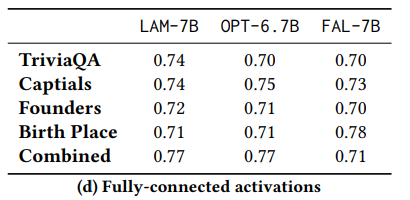 LAM-7B OPT-6.7B FAL-7B
TriviaQA 0.74 0.70 0.70
Captials 0.74 0.75 0.73
Founders 0.72 0.71 0.70
Birth Place 0.71 0.71 0.78
Combined 0.77 0.77 0.71
(d) Fully-connected activations